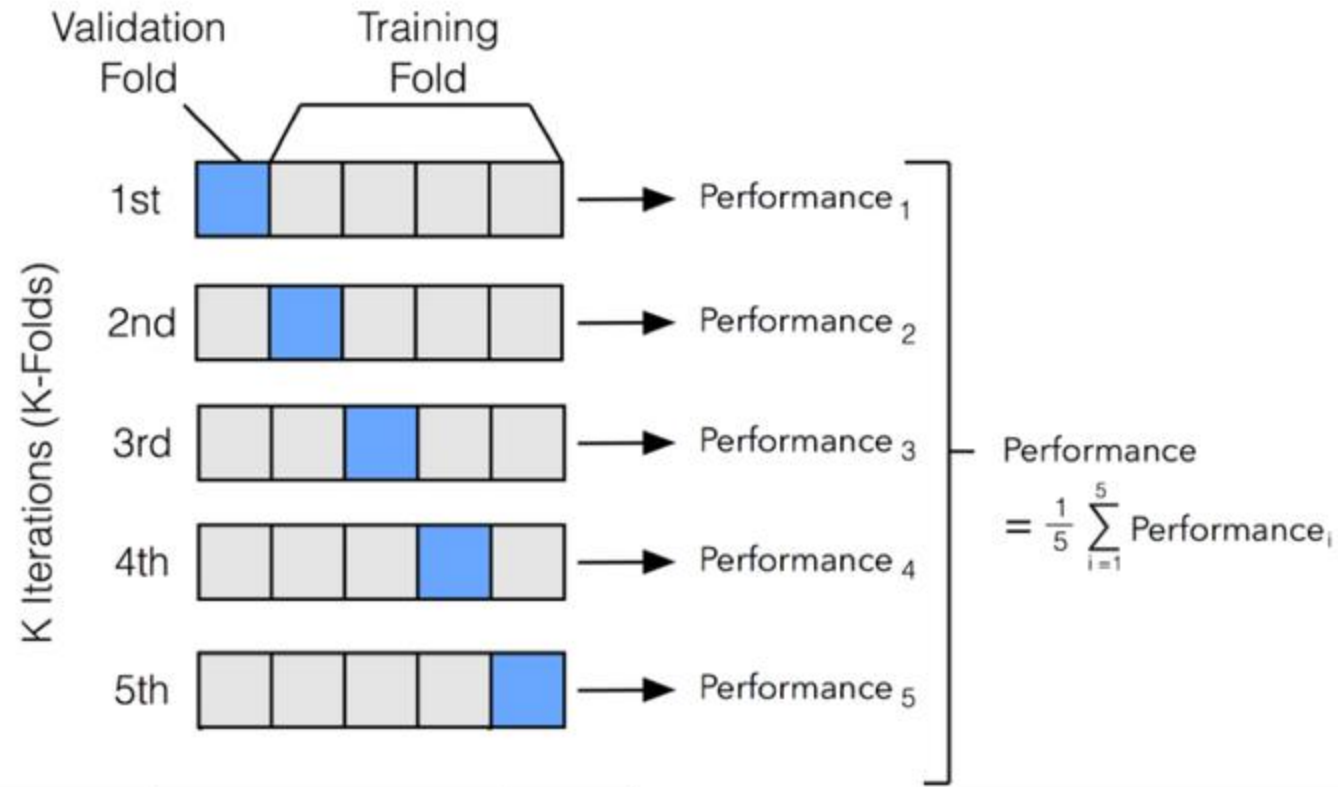 Validation
Fold
Training
Fold
K Iterations (K-Folds)
1st
Performance 1
2nd
Performance 2
3rd
Performance 3
4th
Performance 4
5th
Performance 5
Performance
= 1/5 5∑i=1 Performanceᵢ